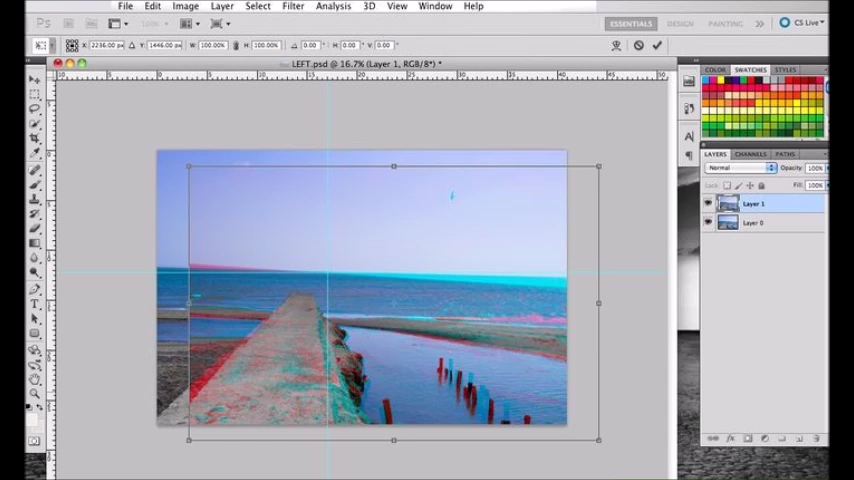 File Edit Image Layer Select Filter Analysis 3D View Window Help
Ps ESSENTIALS DESIGN PAINTING >> CS Live
X: 2236.00 px Y: 1446.00 px W: 100.00% H: 100.00% 0.00 H: 0.00 V: 0.00
LEFT.psd @ 16.7% (Layer 1, RGB/8*) *
COLOR SWATCHES STYLES
LAYERS CHANNELS PATHS
Normal Opacity: 100%
Lock: Fill: 100%
Layer 1
Layer 0